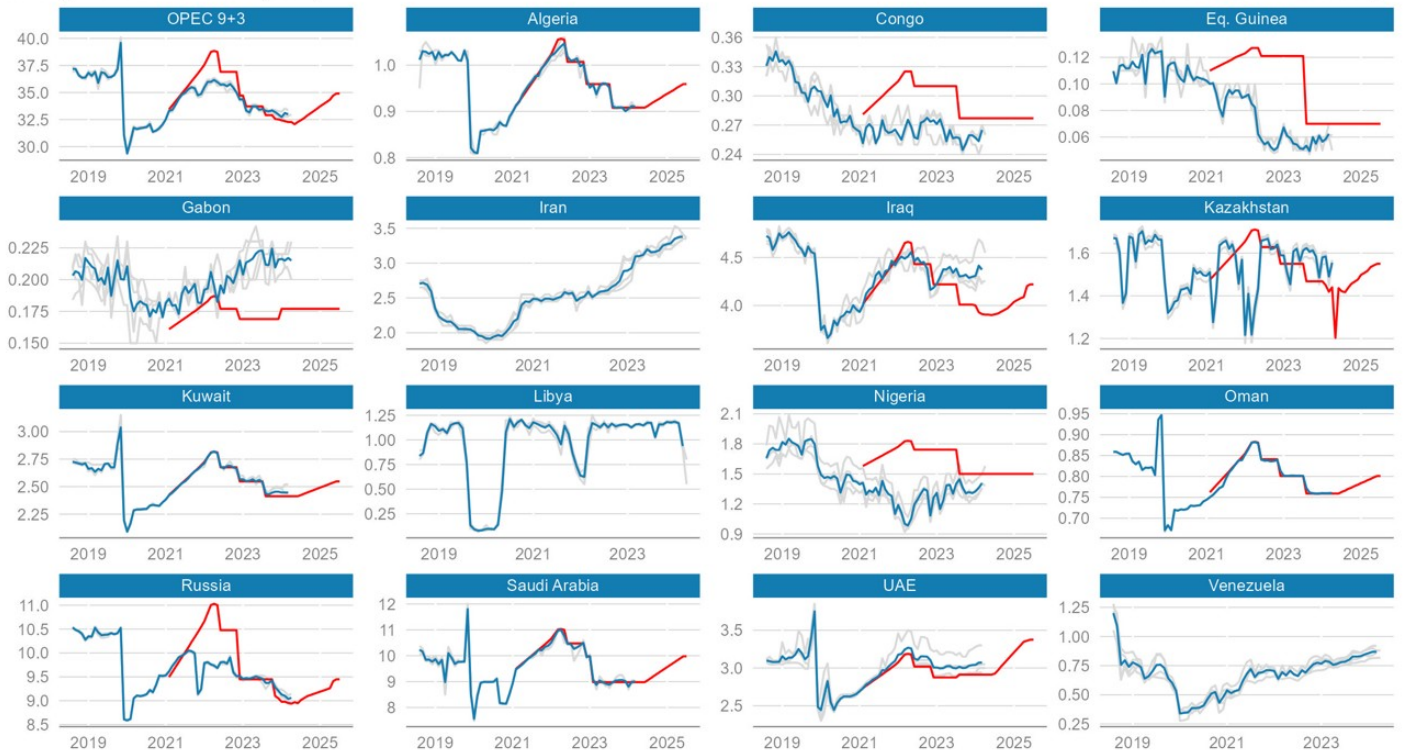 OPEC 9+3 Algeria Congo Eq. Guinea
40.0 37.5 35.0 32.5 30.0
1.0 0.9 0.8
0.36 0.33 0.30 0.27 0.24
0.12 0.10 0.08 0.06
2019 2021 2023 2025 2019 2021 2023 2025 2019 2021 2023 2025 2019 2021 2023 2025
Gabon Iran Iraq Kazakhstan
0.225 0.200 0.175 0.150
3.5 3.0 2.5 2.0
4.5 4.0
1.6 1.4 1.2
2019 2021 2023 2025 2019 2021 2023 2019 2021 2023 2025 2019 2021 2023 2025
Kuwait Libya Nigeria Oman
3.00 2.75 2.50 2.25
1.25 1.00 0.75 0.50 0.25
2.1 1.8 1.5 1.2 0.9
0.95 0.90 0.85 0.80 0.75 0.70
2019 2021 2023 2025 2019 2021 2023 2019 2021 2023 2025 2019 2021 2023 2025
Russia Saudi Arabia UAE Venezuela
11.0 10.5 10.0 9.5 9.0 8.5
12 11 10 9 8
3.5 3.0 2.5
1.25 1.00 0.75 0.50 0.25
2019 2021 2023 2025 2019 2021 2023 2025 2019 2021 2023 2025 2019 2021 2023